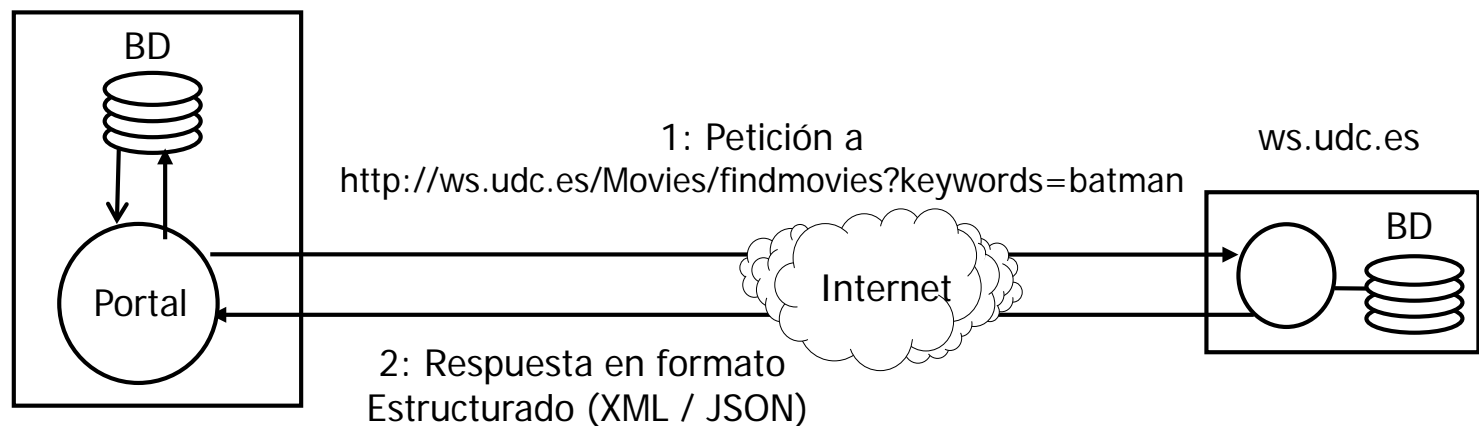 BD
1: Petición a
http://ws.udc.es/Movies/findmovies?keywords=batman
ws.udc.es
BD
Portal
Internet
2: Respuesta en formato
Estructurado (XML / JSON)